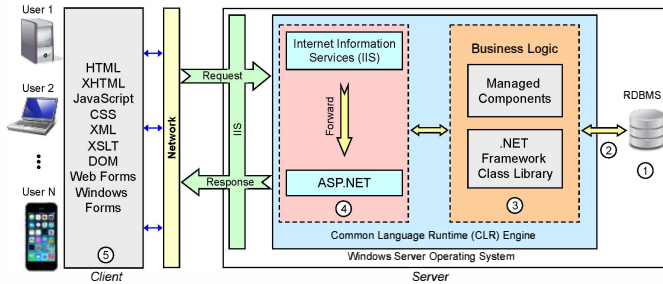 User 1
User 2
User N
HTML
XHTML
JavaScript
CSS
XML
XSLT
DOM
Web Forms
Windows
Forms
5
Client
Network
Request
Response
IIS
Internet Information
Services (IIS)
Forward
ASP.NET
4
Business Logic
Managed
Components
.NET
Framework
Class Library
3
Common Language Runtime (CLR) Engine
Windows Server Operating System
Server
2
RDBMS
1